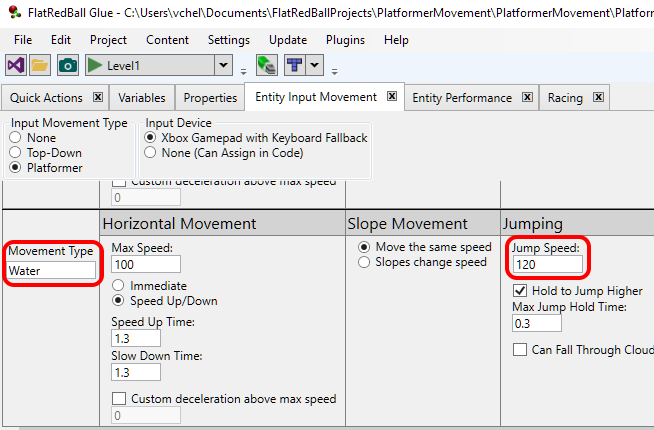 FlatRedBall Glue - C:\Users\vchel\Documents\FlatRedBallProjects\PlatformerMovement\PlatformerMovement\Platform
File Project Content Settings Update Plugins Help
Level1
Quick Actions Variables Properties Entity Input Movement Entity Performance Racing
Input Movement Type Input Device
None Xbox Gamepad with Keyboard Fallback
Top-Down None (Can Assign in Code)
Platformer
Custom deceleration above max speed
0
Horizontal Movement Slope Movement Jumping
Movement Type
Water
Max Speed:
100
Immediate
Speed Up/Down
Speed Up Time:
1.3
Slow Down Time:
1.3
Custom deceleration above max speed
0
Move the same speed
Slopes change speed
Jump Speed:
120
Hold to Jump Higher
Max Jump Hold Time:
0.3
Can Fall Through Cloud